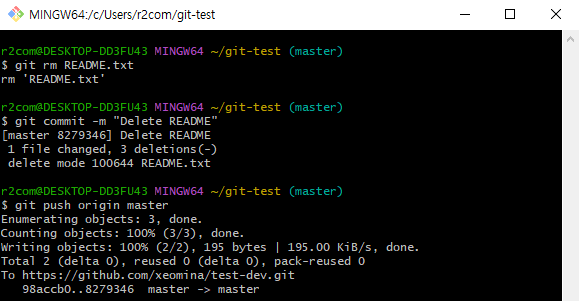 MINGW64:/c/Users/r2com/git-test
r2com@DESKTOP-DD3FU43 MINGW64 ~/git-test (master)
$ git rm README.txt
rm 'README.txt'
r2com@DESKTOP-DD3FU43 MINGW64 ~/git-test (master)
$ git commit -m "Delete README"
[master 8279346] Delete README
 1 file changed, 3 deletions(-)
 delete mode 100644 README.txt
r2com@DESKTOP-DD3FU43 MINGW64 ~/git-test (master)
$ git push origin master
Enumerating objects: 3, done.
Counting objects: 100% (3/3), done.
Writing objects: 100% (2/2), 195 bytes | 195.00 KiB/s, done.
Total 2 (delta 0), reused 0 (delta 0), pack-reused 0
To https://github.com/xeomina/test-dev.git
   98accb0..8279346  master -> master